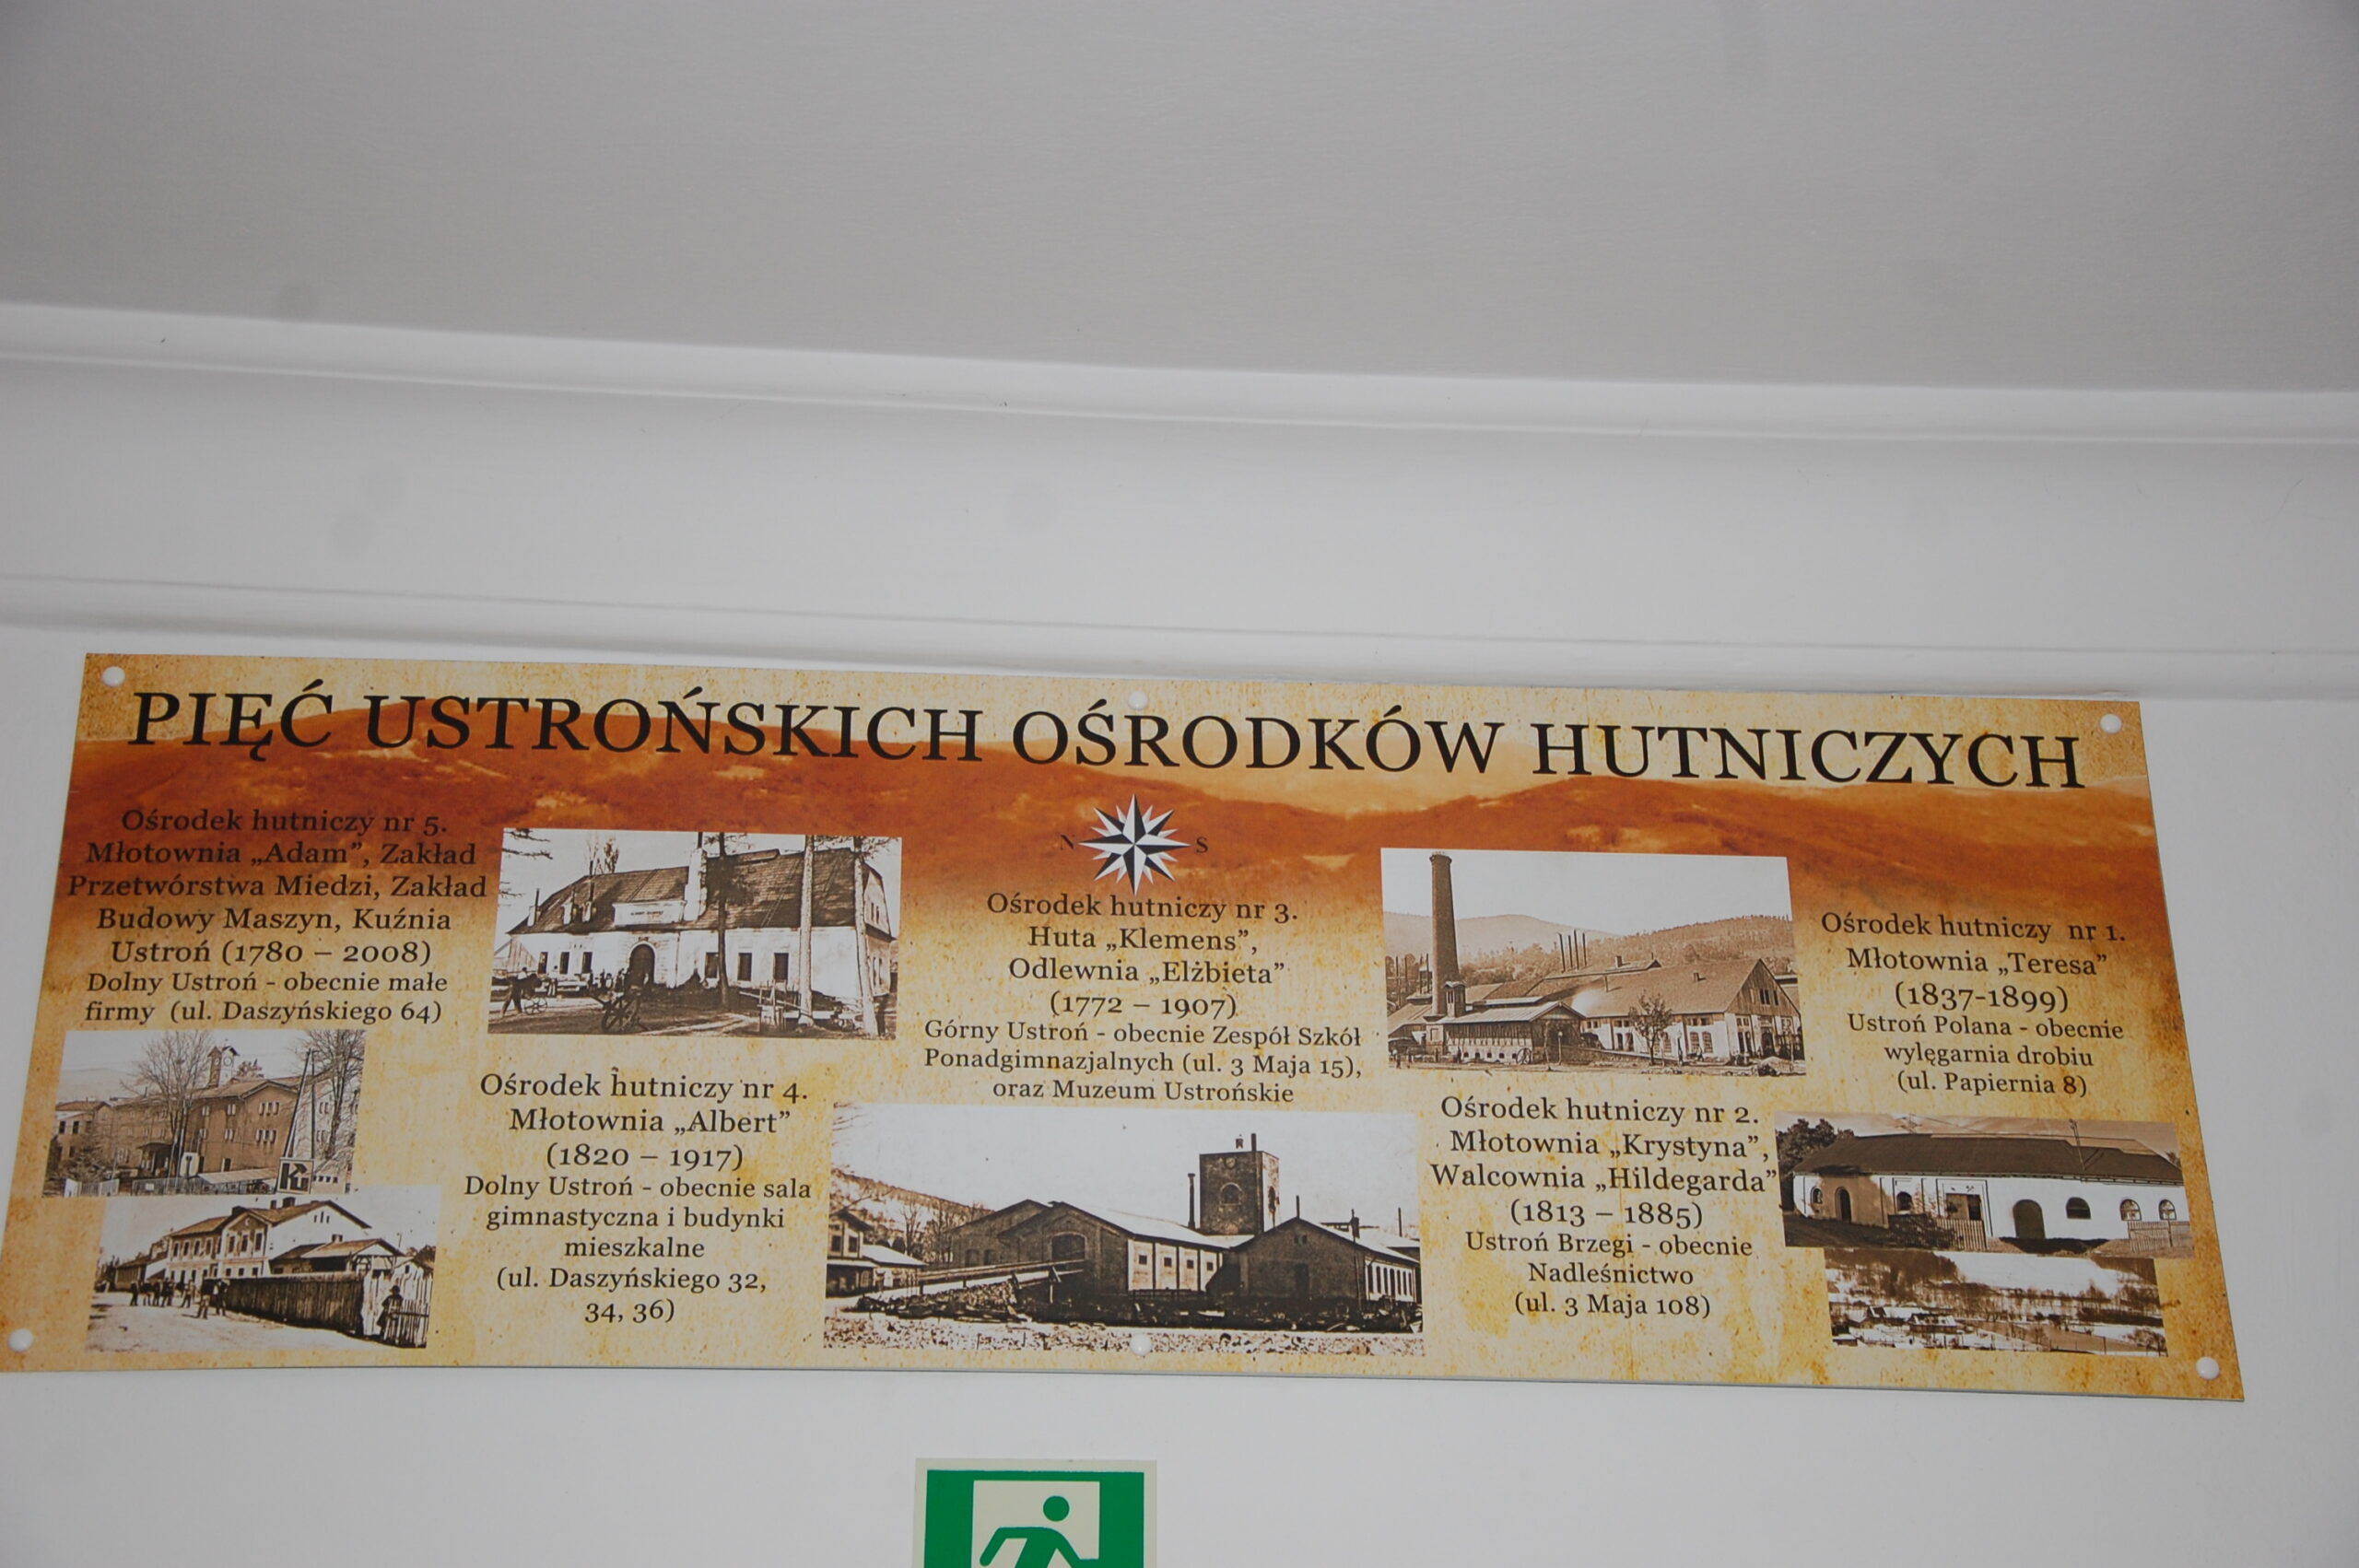 PIĘĆ USTROŃSKICH OŚRODKÓW HUTNICZYCH
Ośrodek hutniczy nr 5.
Młotownia „Adam”, Zakład
Przetwórstwa Miedzi, Zakład
Budowy Maszyn, Kuźnia
Ustroń (1780 – 2008)
Dolny Ustroń - obecnie małe
firmy (ul. Daszyńskiego 64)
Ośrodek hutniczy nr 4.
Młotownia „Albert”
(1820 – 1917)
Dolny Ustroń - obecnie sala
gimnastyczna i budynki
mieszkalne
(ul. Daszyńskiego 32,
34, 36)
N S
Ośrodek hutniczy nr 3.
Huta „Klemens”,
Odlewnia „Elżbieta”
(1772 – 1907)
Górny Ustroń - obecnie Zespół Szkół
Ponadgimnazjalnych (ul. 3 Maja 15),
oraz Muzeum Ustrońskie
Ośrodek hutniczy nr 2.
Młotownia „Krystyna”,
Walcownia „Hildegarda”
(1813 – 1885)
Ustroń Brzegi - obecnie
Nadleśnictwo
(ul. 3 Maja 108)
Ośrodek hutniczy nr 1.
Młotownia „Teresa”
(1837-1899)
Ustroń Polana - obecnie
wylęgarnia drobiu
(ul. Papiernia 8)